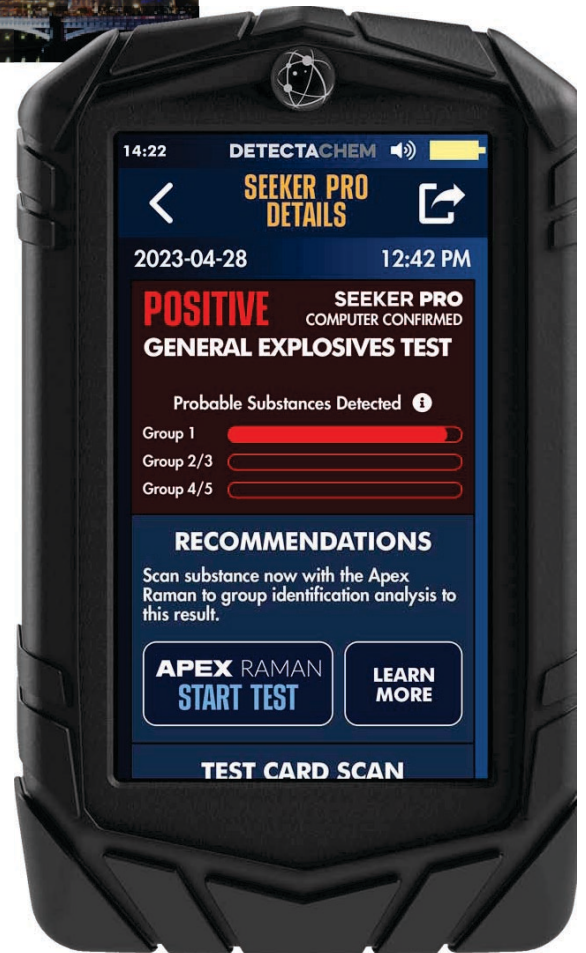 14:22 DETECTACHEM
SEEKER PRO
DETAILS
2023-04-28 12:42 PM
POSITIVE SEEKER PRO
COMPUTER CONFIRMED
GENERAL EXPLOSIVES TEST
Probable Substances Detected i
Group 1
Group 2/3
Group 4/5
RECOMMENDATIONS
Scan substance now with the Apex
Raman to group identification analysis to
this result.
APEX RAMAN
START TEST
LEARN
MORE
TEST CARD SCAN